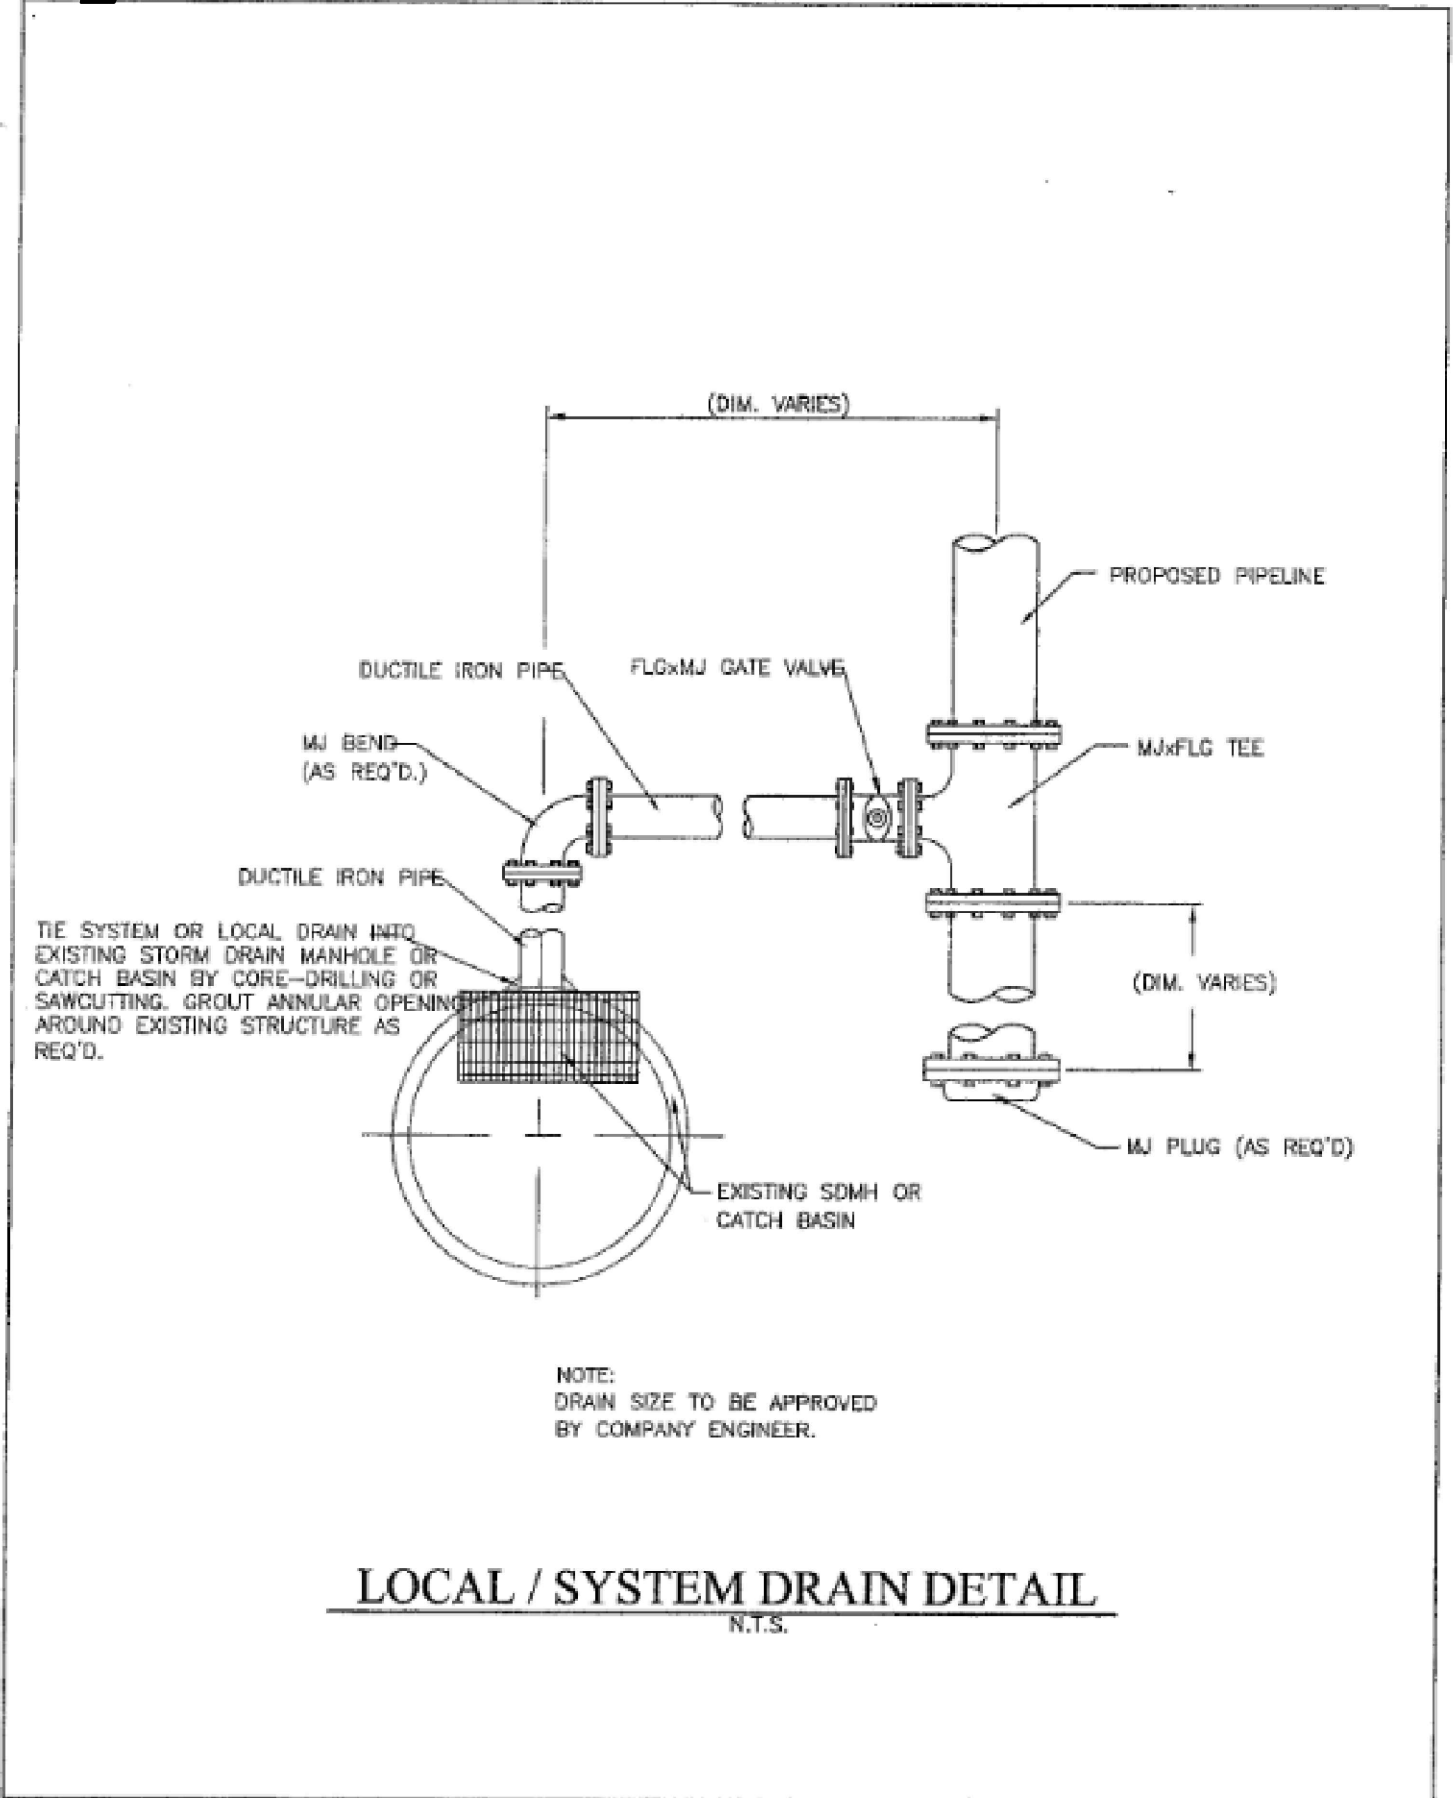 (DIM. VARIES)
PROPOSED PIPELINE
DUCTILE IRON PIPE
FLGxMJ GATE VALVE
MJ BEND
(AS REQ'D.)
MJxFLG TEE
DUCTILE IRON PIPE
TIE SYSTEM OR LOCAL DRAIN INTO
EXISTING STORM DRAIN MANHOLE OR
CATCH BASIN BY CORE-DRILLING OR
SAWCUTTING. GROUT ANNULAR OPENING
AROUND EXISTING STRUCTURE AS
REQ'D.
(DIM. VARIES)
MJ PLUG (AS REQ'D)
EXISTING SDMH OR
CATCH BASIN
NOTE:
DRAIN SIZE TO BE APPROVED
BY COMPANY ENGINEER.
LOCAL / SYSTEM DRAIN DETAIL
N.T.S.